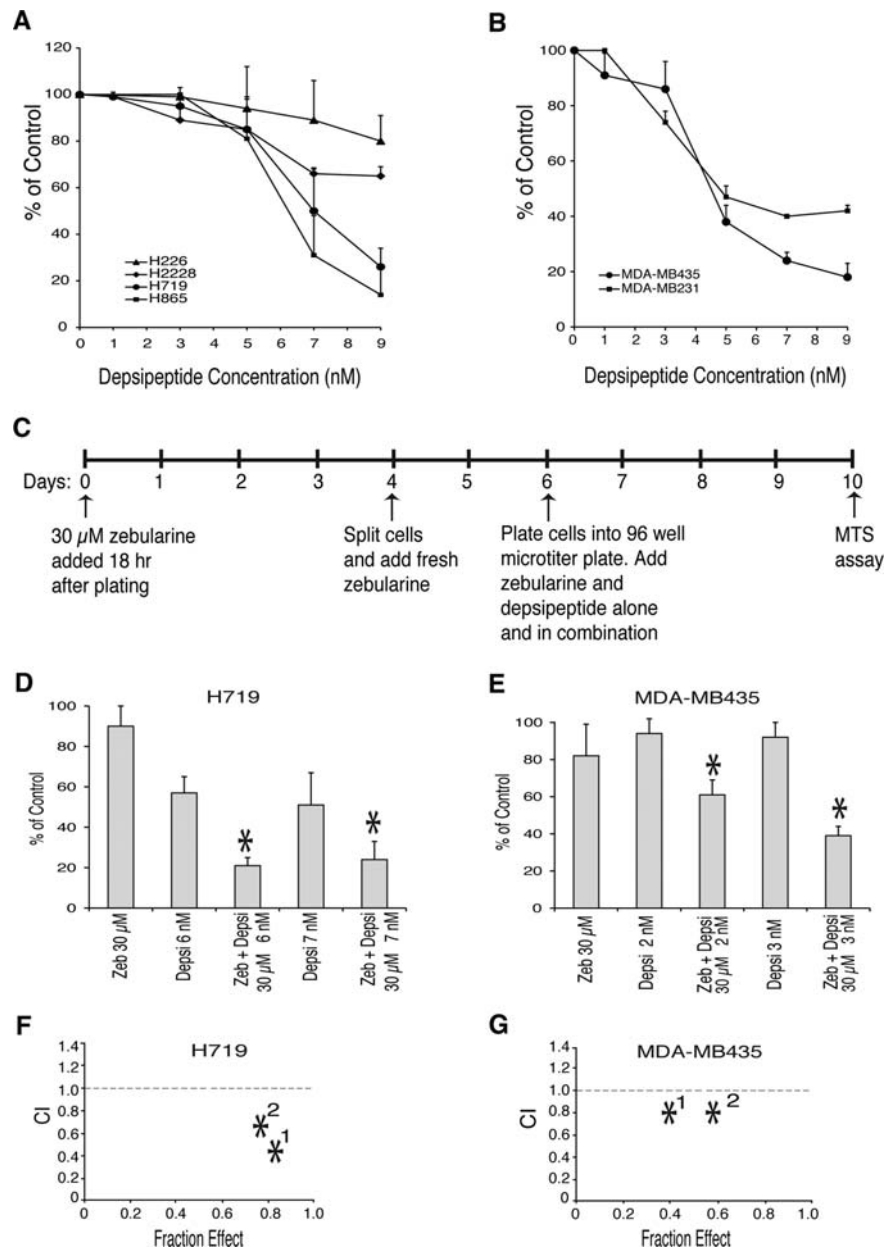 A
120
100
80
60
40
20
0
% of Control
H226
H2228
H719
H865
0 1 3 5 7 9
Depsipeptide Concentration (nM)
B
100
80
60
40
20
0
% of Control
MDA-MB435
MDA-MB231
0 1 3 5 7 9
Depsipeptide Concentration (nM)
C
Days: 0 1 2 3 4 5 6 7 8 9 10
30 µM zebularine
added 18 hr
after plating
Split cells
and add fresh
zebularine
Plate cells into 96 well
microtiter plate. Add
zebularine and
depsipeptide alone
and in combination
MTS
assay
D
H719
100
80
60
40
20
0
% of Control
*
*
Zeb 30 µM
Depsi 6 nM
Zeb + Depsi
30 µM 6 nM
Depsi 7 nM
Zeb + Depsi
30 µM 7 nM
E
MDA-MB435
100
80
60
40
20
0
% of Control
*
*
Zeb 30 µM
Depsi 2 nM
Zeb + Depsi
30 µM 2 nM
Depsi 3 nM
Zeb + Depsi
30 µM 3 nM
F
H719
1.4
1.2
1.0
0.8
0.6
0.4
0.2
0
CI
*2
*1
0 0.2 0.4 0.6 0.8 1.0
Fraction Effect
G
MDA-MB435
1.4
1.2
1.0
0.8
0.6
0.4
0.2
0
CI
*1 *2
0 0.2 0.4 0.6 0.8 1.0
Fraction Effect